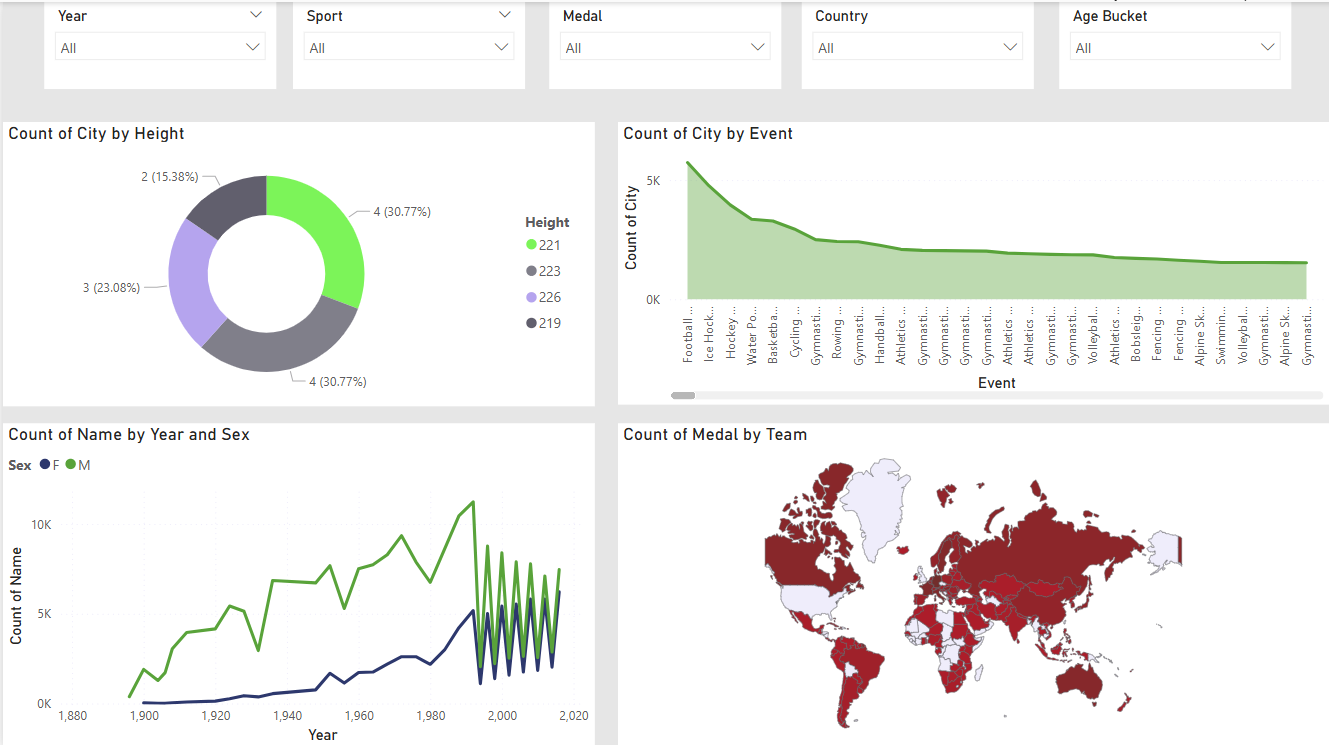 Year
Sport
Medal
Country
Age Bucket
All
All
All
All
All
Count of City by Height
2 (15.38%)
4 (30.77%)
3 (23.08%)
4 (30.77%)
Height
221
223
226
219
Count of City by Event
Count of City
5K
0K
Football ...
Ice Hock...
Hockey ...
Water Po...
Basketba...
Cycling ...
Gymnasti...
Rowing ...
Gymnasti...
Handball...
Athletics ...
Gymnasti...
Gymnasti...
Gymnasti...
Gymnasti...
Athletics ...
Athletics ...
Gymnasti...
Gymnasti...
Volleybal...
Athletics ...
Bobsleig...
Fencing ...
Fencing ...
Alpine Sk...
Swimmin...
Volleybal...
Gymnasti...
Alpine Sk...
Gymnasti...
Event
Count of Name by Year and Sex
Sex F M
Count of Name
10K
5K
0K
1,880
1,900
1,920
1,940
1,960
1,980
2,000
2,020
Year
Count of Medal by Team